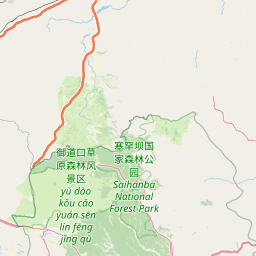 御道口草
原森林风
景区
yù dào
kǒu cǎo
yuán sēn
lín fēng
jǐng qū
塞罕坝国
家森林公
园
Saihanba
National
Forest Park